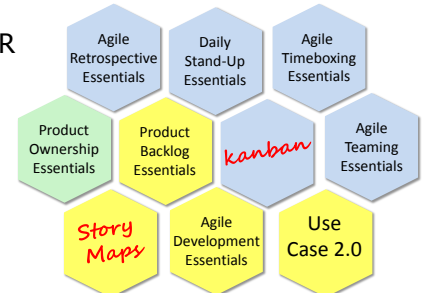 R
Agile
Retrospective
Essentials
Daily
Stand-Up
Essentials
Agile
Timeboxing
Essentials
Product
Ownership
Essentials
Product
Backlog
Essentials
kanban
Agile
Teaming
Essentials
Story
Maps
Agile
Development
Essentials
Use
Case 2.0